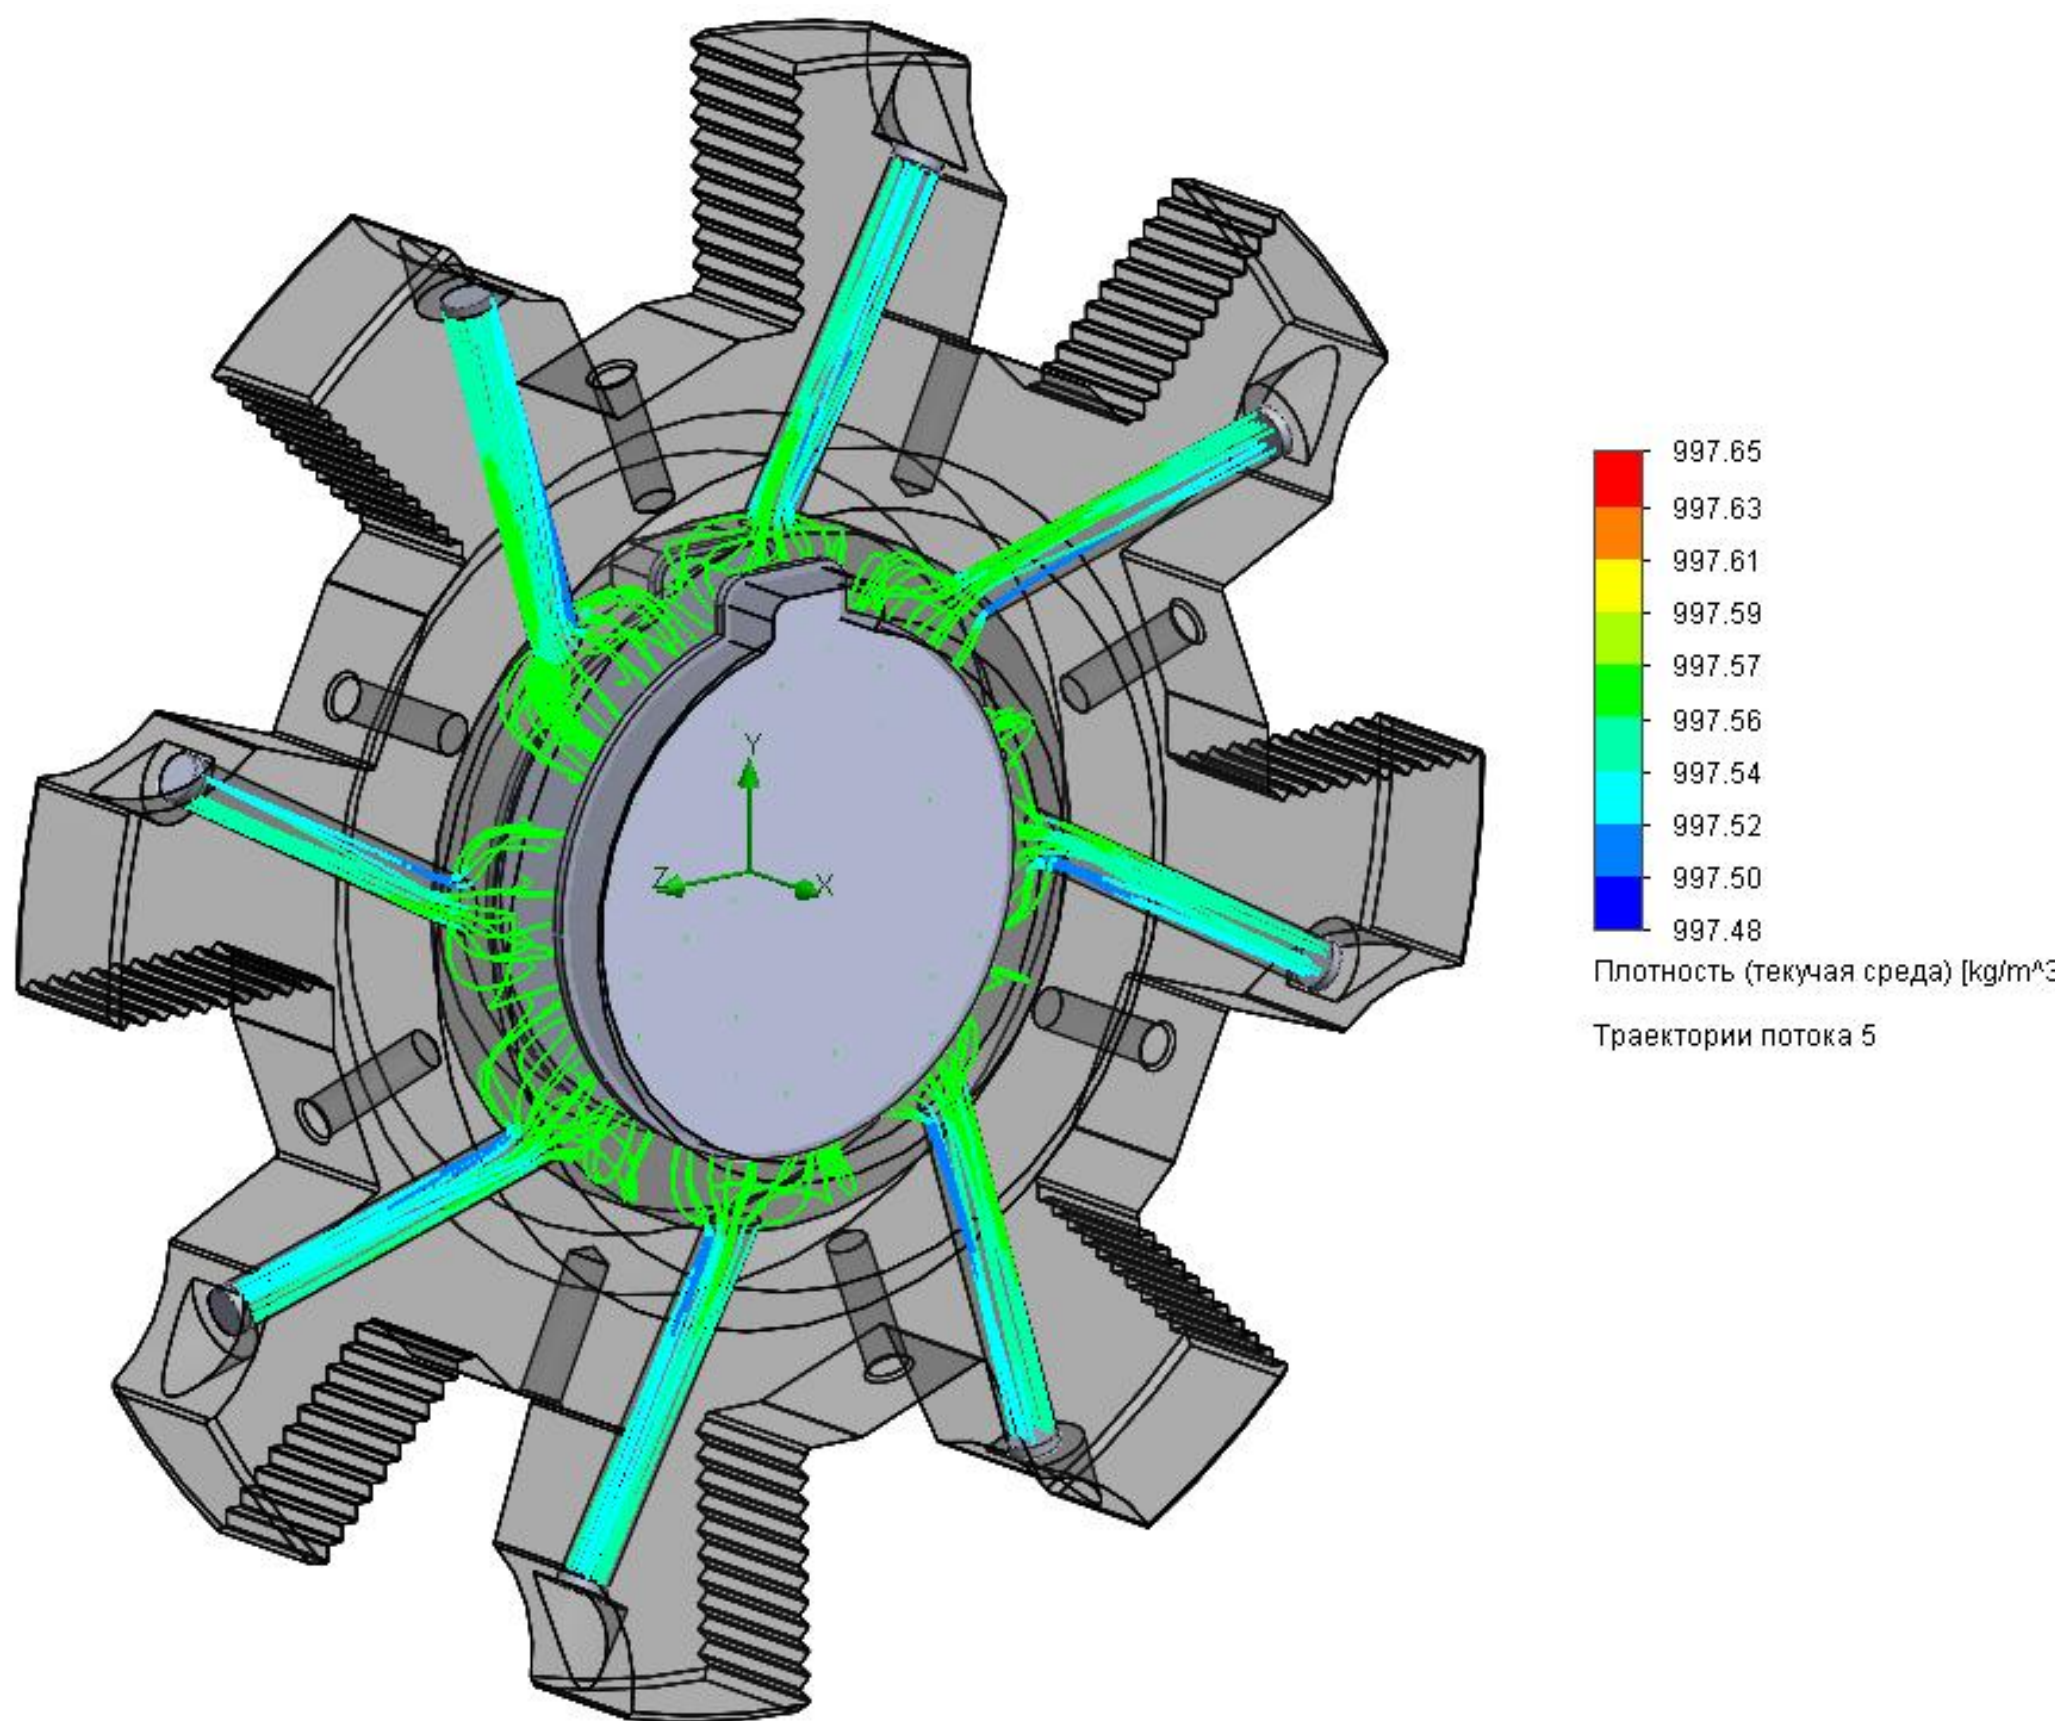 997.65
997.63
997.61
997.59
997.57
997.56
997.54
997.52
997.50
997.48
Плотность (текучая среда) [kg/m^3
Траектории потока 5
Y
Z
X